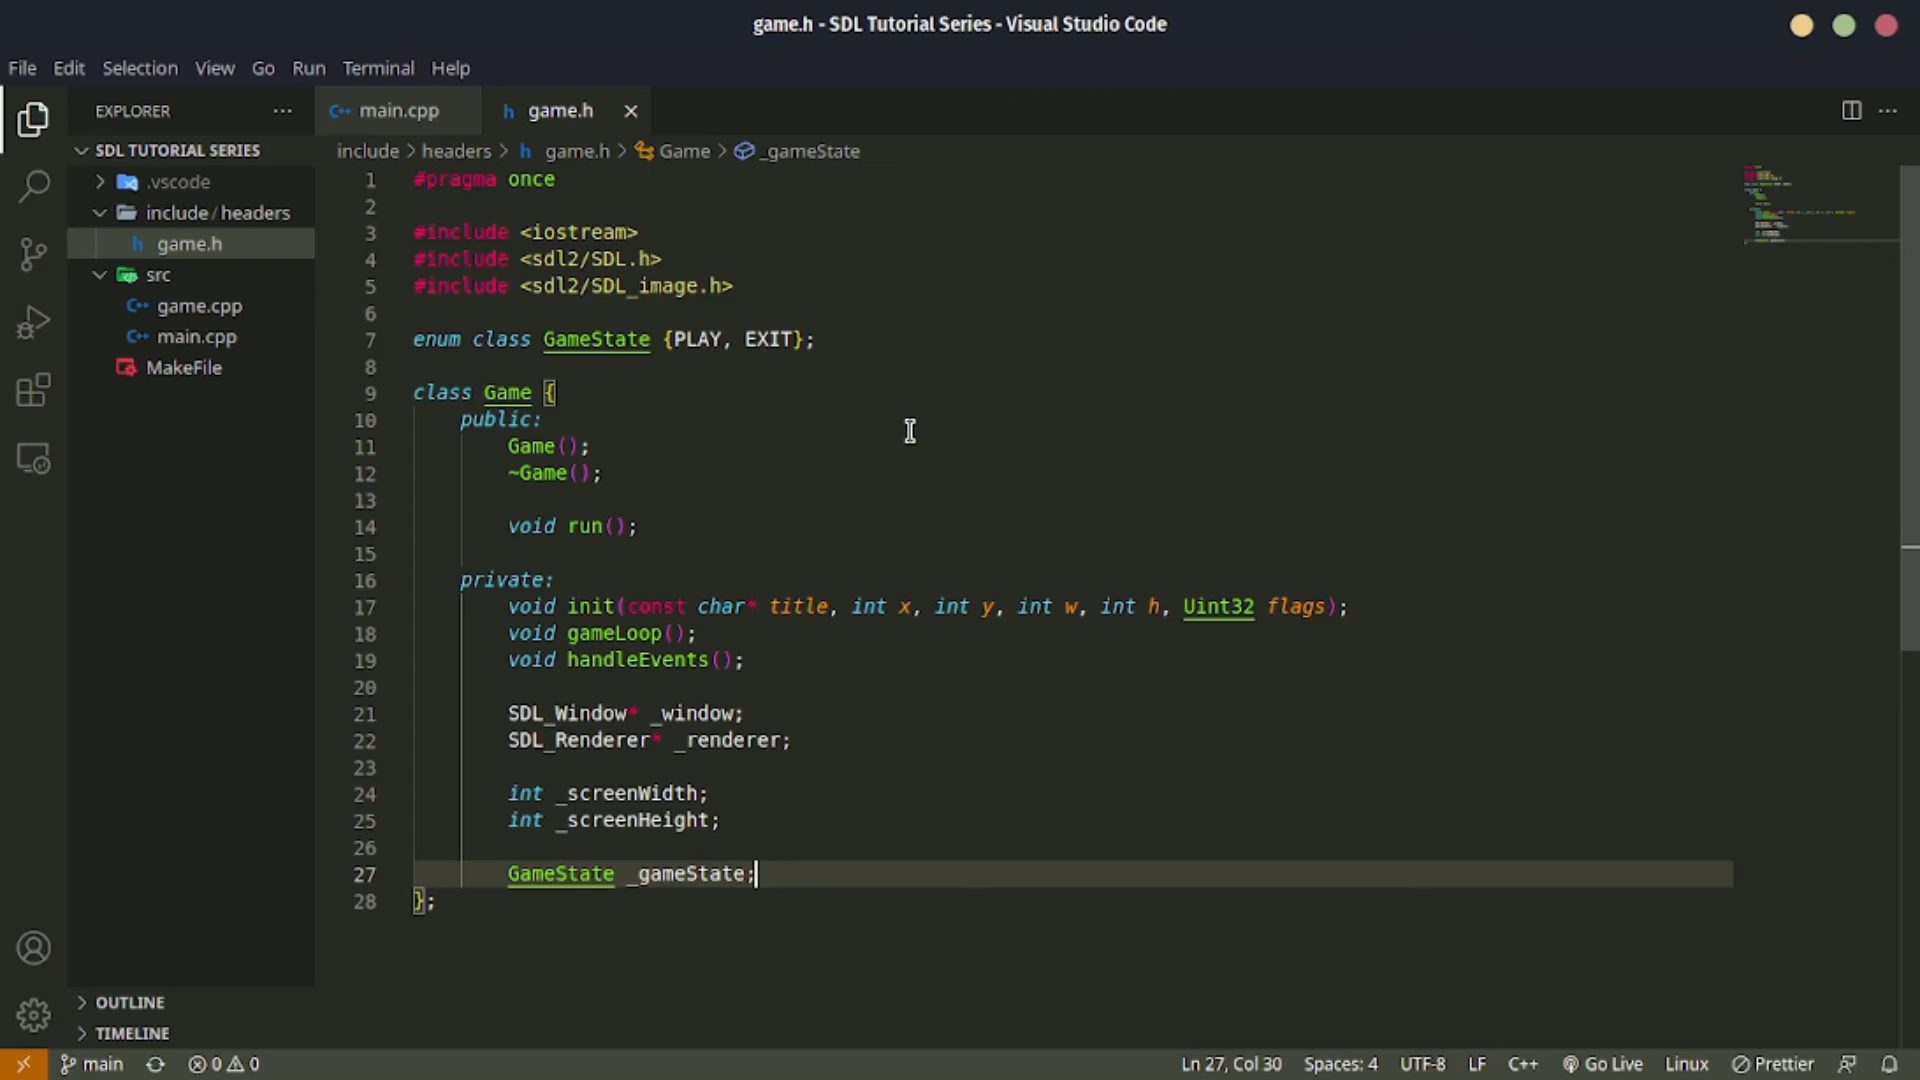 game.h - SDL Tutorial Series - Visual Studio Code
File Edit Selection View Go Run Terminal Help
EXPLORER
SDL TUTORIAL SERIES
.vscode
include / headers
game.h
src
game.cpp
main.cpp
MakeFile
OUTLINE
TIMELINE
main.cpp game.h
include > headers > game.h > Game > _gameState
1 #pragma once
2
3 #include <iostream>
4 #include <sdl2/SDL.h>
5 #include <sdl2/SDL_image.h>
6
7 enum class GameState {PLAY, EXIT};
8
9 class Game {
10 public:
11 Game();
12 ~Game();
13
14 void run();
15
16 private:
17 void init(const char* title, int x, int y, int w, int h, Uint32 flags);
18 void gameLoop();
19 void handleEvents();
20
21 SDL_Window* _window;
22 SDL_Renderer* _renderer;
23
24 int _screenWidth;
25 int _screenHeight;
26
27 GameState _gameState;
28 };
main 0 0 Ln 27, Col 30 Spaces: 4 UTF-8 LF C++ Go Live Linux Prettier